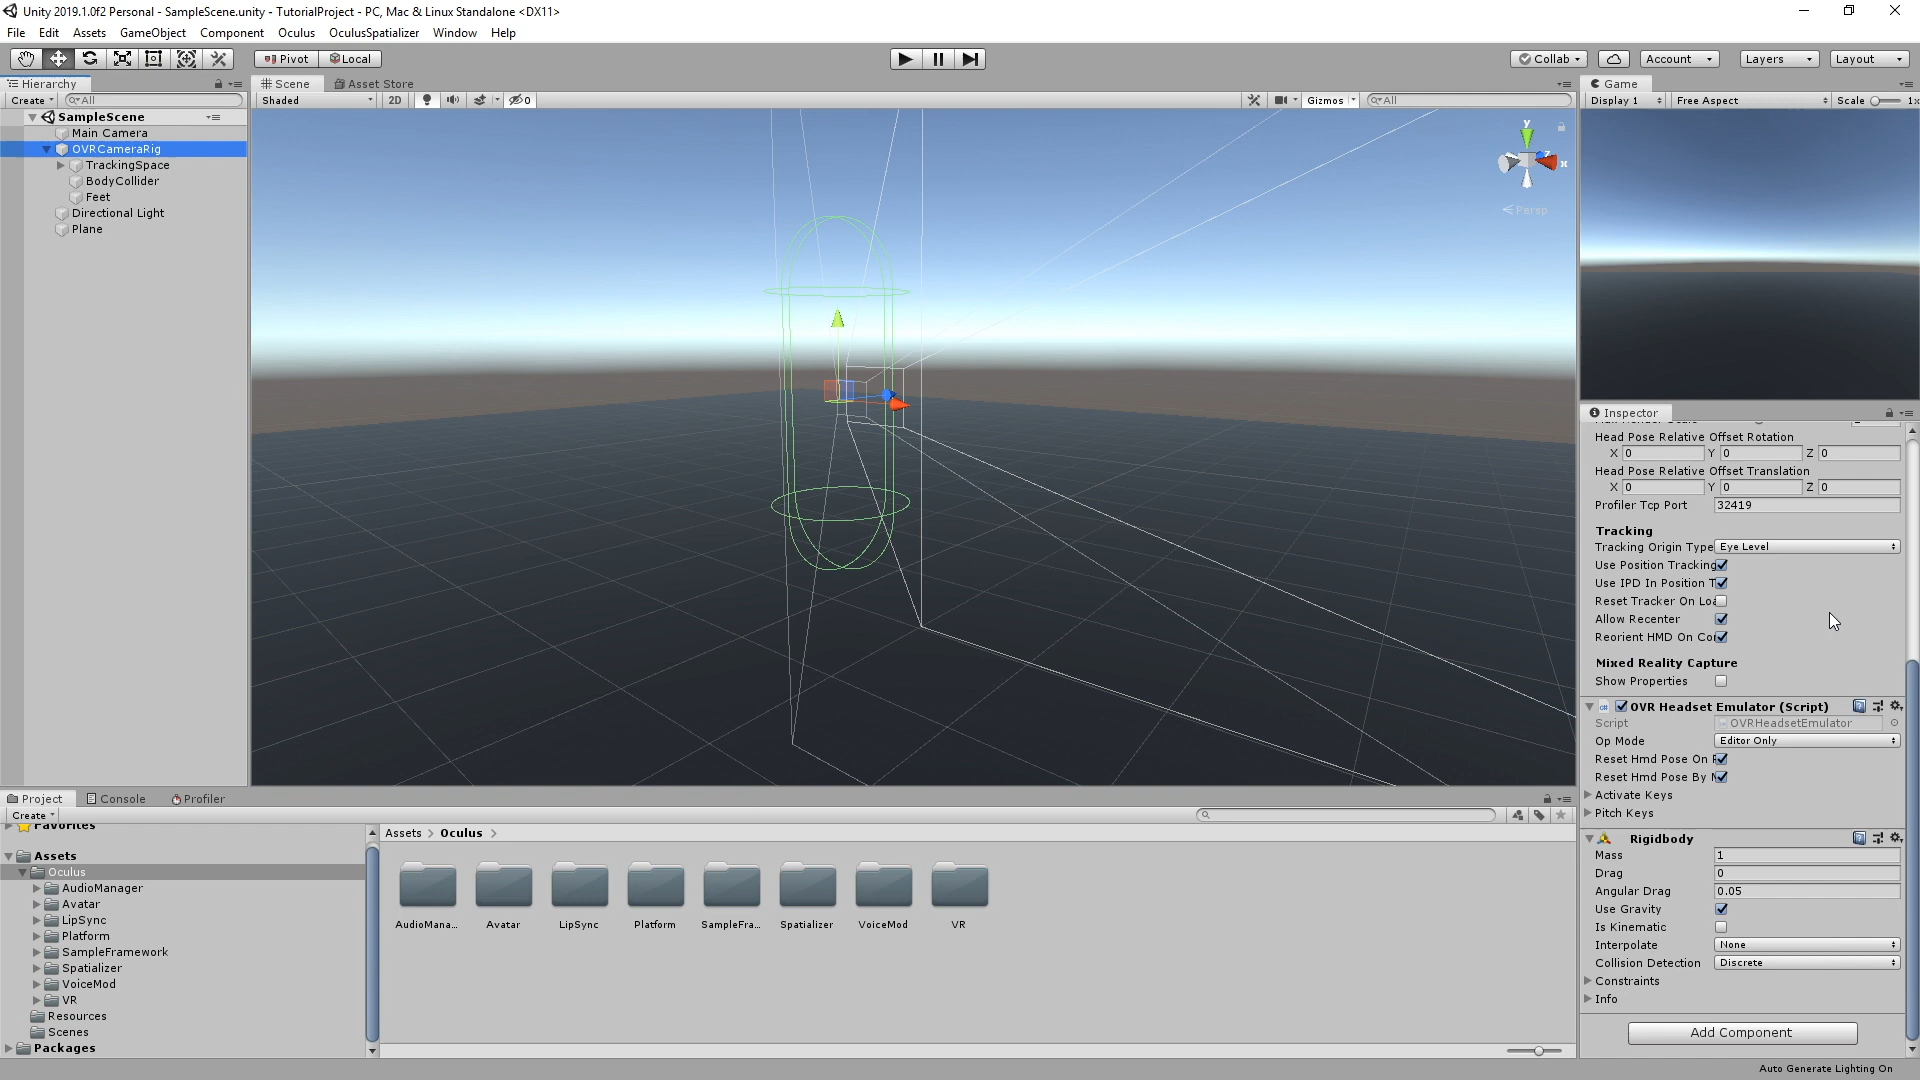 Unity 2019.1.0f2 Personal - SampleScene.unity - TutorialProject - PC, Mac & Linux Standalone <DX11>
File Edit Assets GameObject Component Oculus OculusSpatializer Window Help
Pivot Local Collab Account Layers Layout
Hierarchy
Create All
SampleScene
Main Camera
OVRCameraRig
TrackingSpace
BodyCollider
Feet
Directional Light
Plane
Scene Asset Store
Shaded 2D 0 Gizmos All
y
x
z
Persp
Game
Display 1 Free Aspect Scale 1x
Inspector
Head Pose Relative Offset Rotation
X 0 Y 0 Z 0
Head Pose Relative Offset Translation
X 0 Y 0 Z 0
Profiler Tcp Port 32419
Tracking
Tracking Origin Type Eye Level
Use Position Tracking
Use IPD In Position T
Reset Tracker On Loa
Allow Recenter
Reorient HMD On Co
Mixed Reality Capture
Show Properties
OVR Headset Emulator (Script)
Script OVRHeadsetEmulator
Op Mode Editor Only
Reset Hmd Pose On R
Reset Hmd Pose By M
Activate Keys
Pitch Keys
Rigidbody
Mass 1
Drag 0
Angular Drag 0.05
Use Gravity
Is Kinematic
Interpolate None
Collision Detection Discrete
Constraints
Info
Add Component
Project Console Profiler
Create
Favorites
Assets
Oculus
AudioManager
Avatar
LipSync
Platform
SampleFramework
Spatializer
VoiceMod
VR
Resources
Scenes
Packages
Assets > Oculus >
AudioMana... Avatar LipSync Platform SampleFra... Spatializer VoiceMod VR
Auto Generate Lighting On